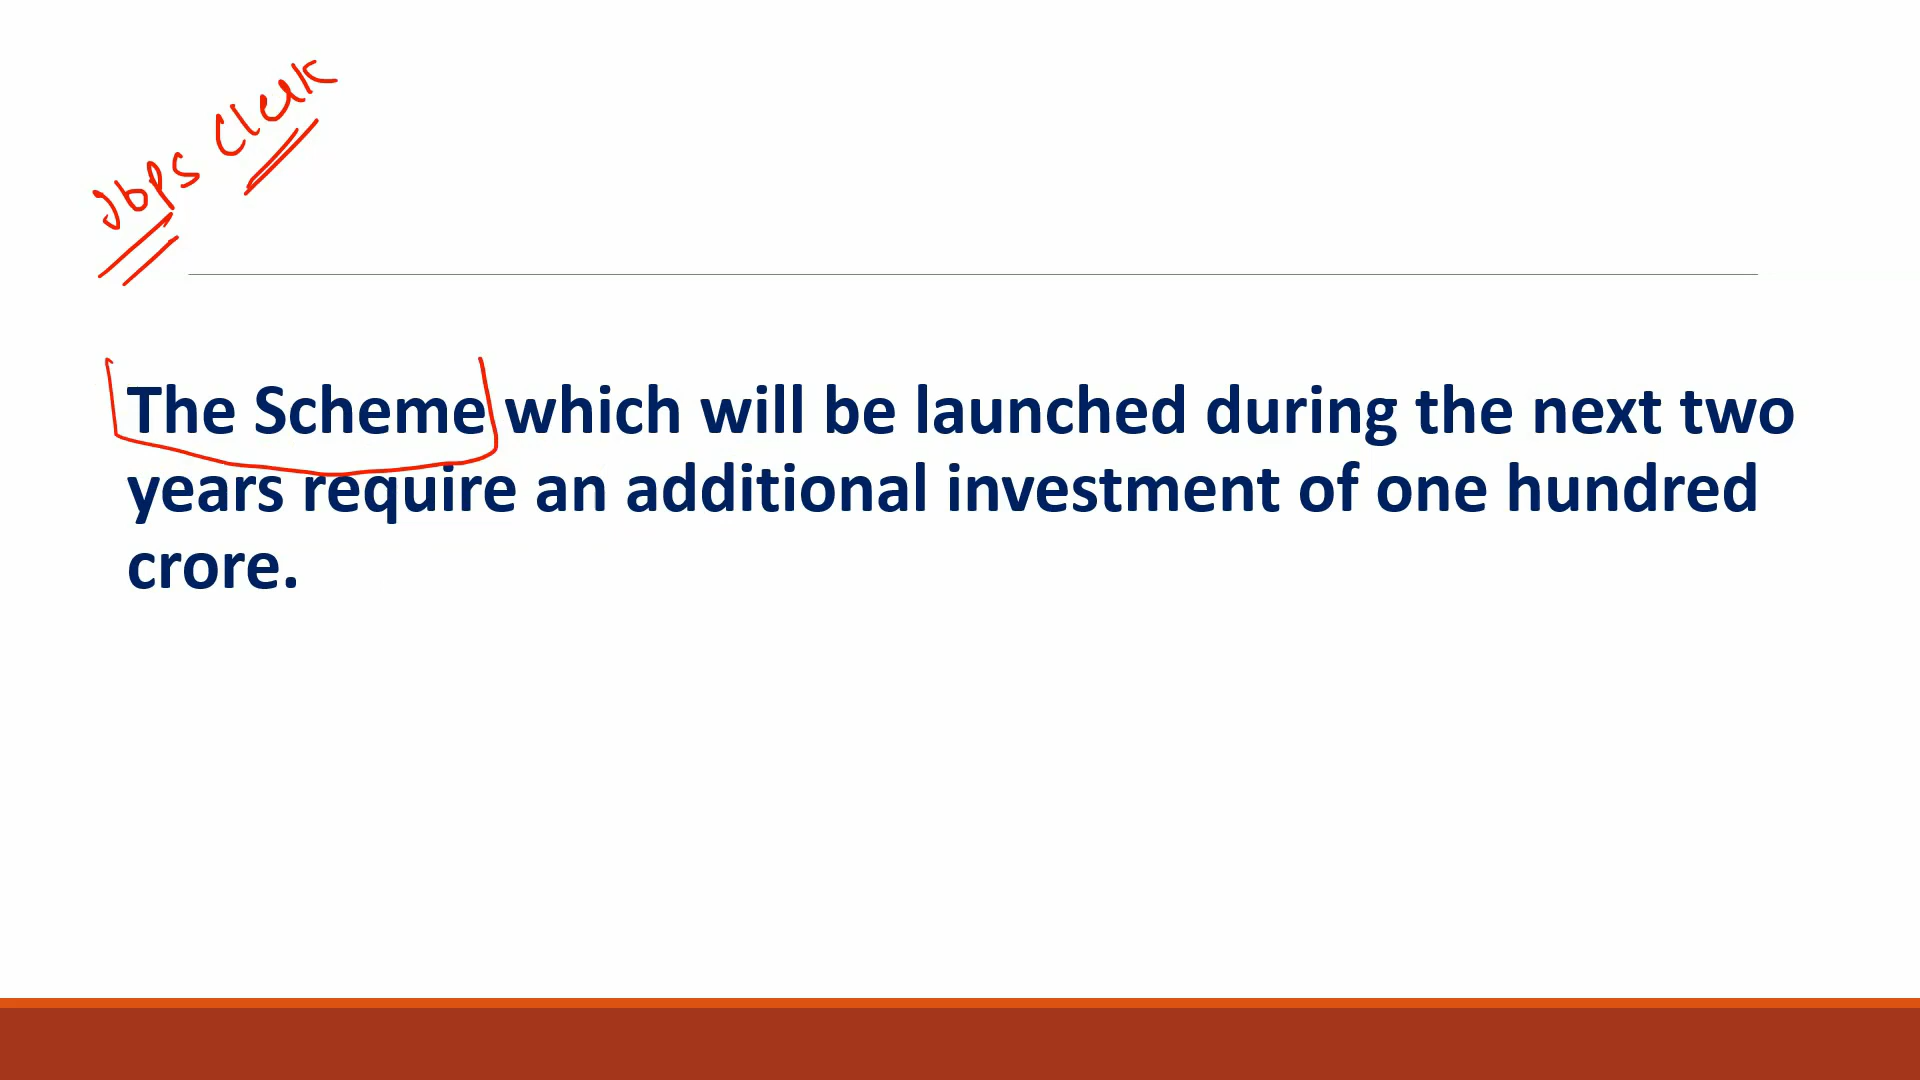 Ibps Clerk
The Scheme which will be launched during the next two
years require an additional investment of one hundred
crore.